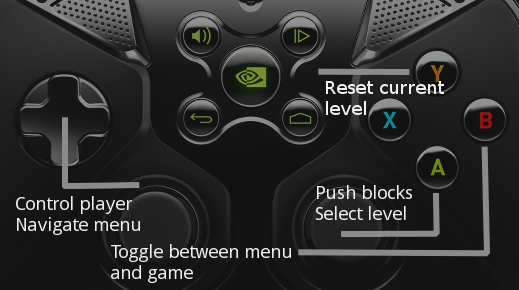 Y
Reset current
level
X
B
A
Push blocks
Select level
Control player
Navigate menu
Toggle between menu
and game